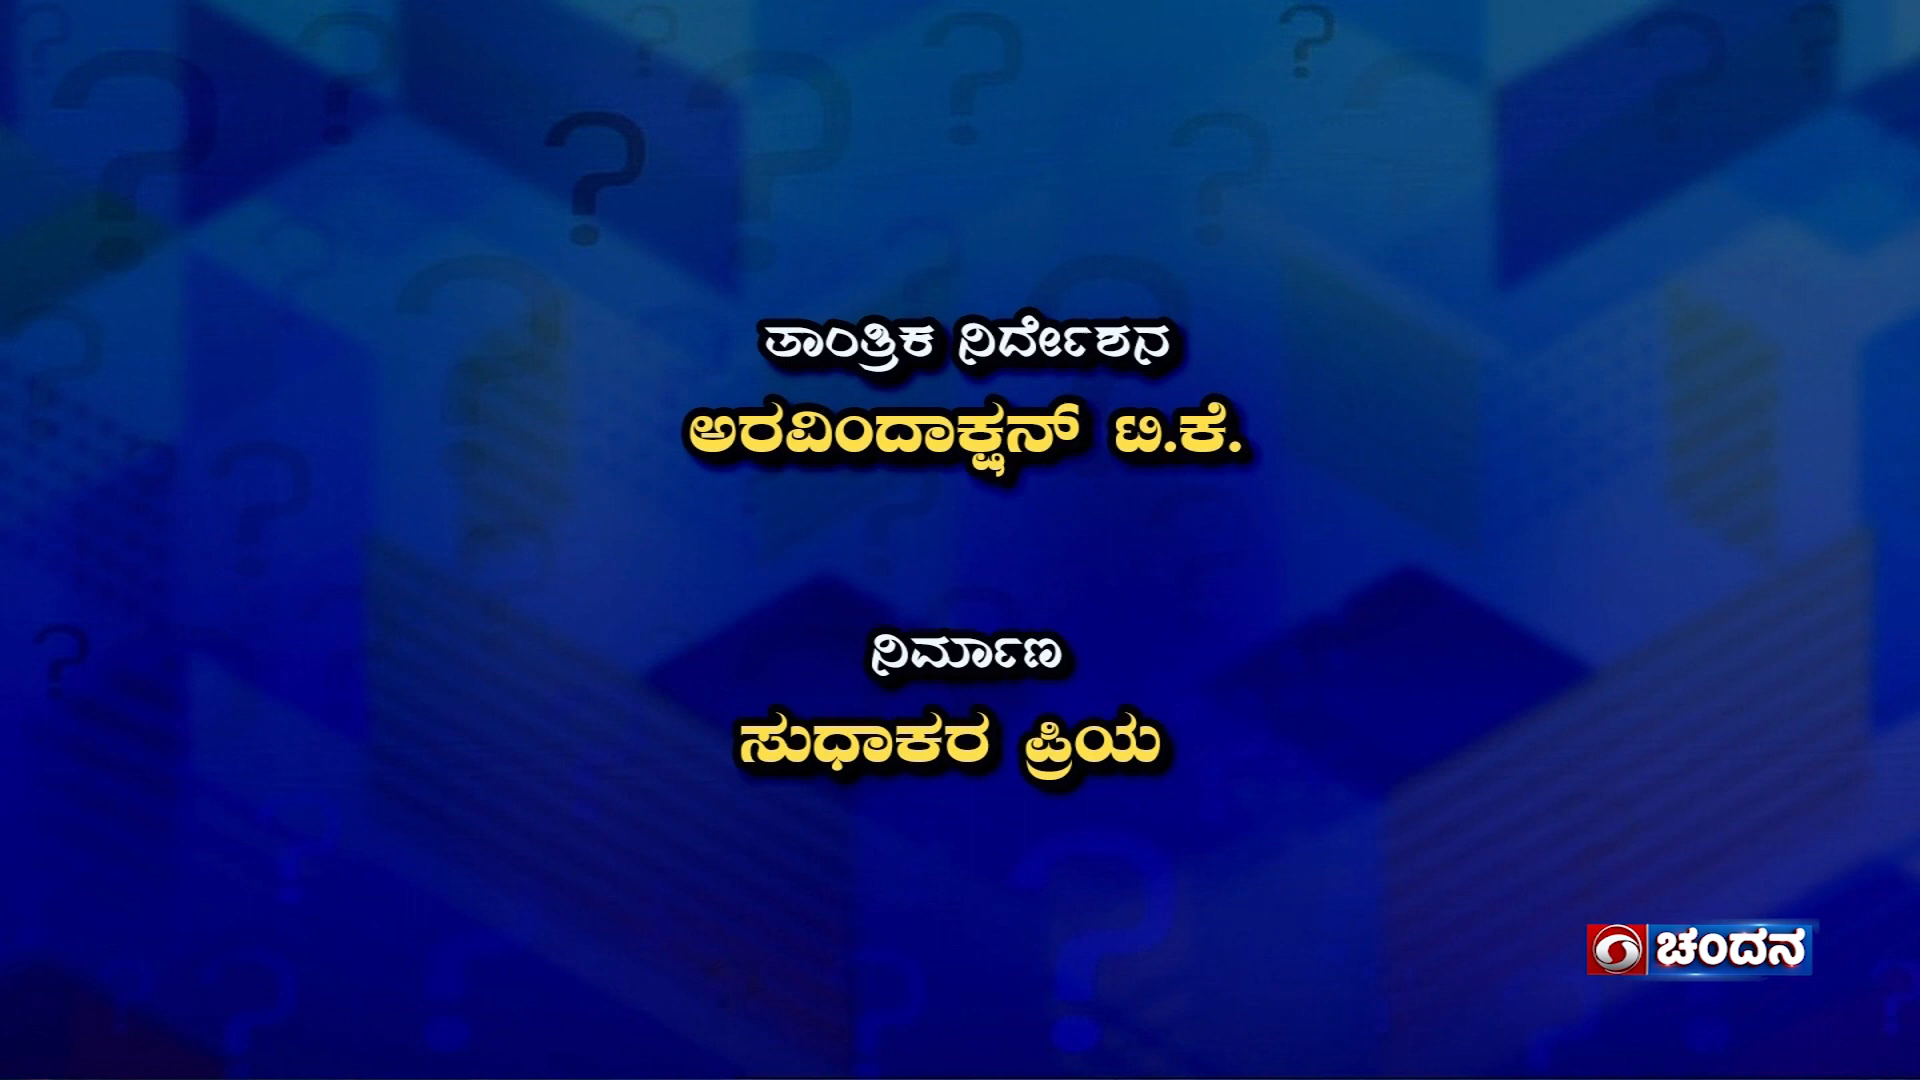 ತಾಂತ್ರಿಕ ನಿರ್ದೇಶನ
ಅರವಿಂದಾಕ್ಷನ್ ಟಿ.ಕೆ.
ನಿರ್ಮಾಣ
ಸುಧಾಕರ ಪ್ರಿಯ
ಚಂದನ